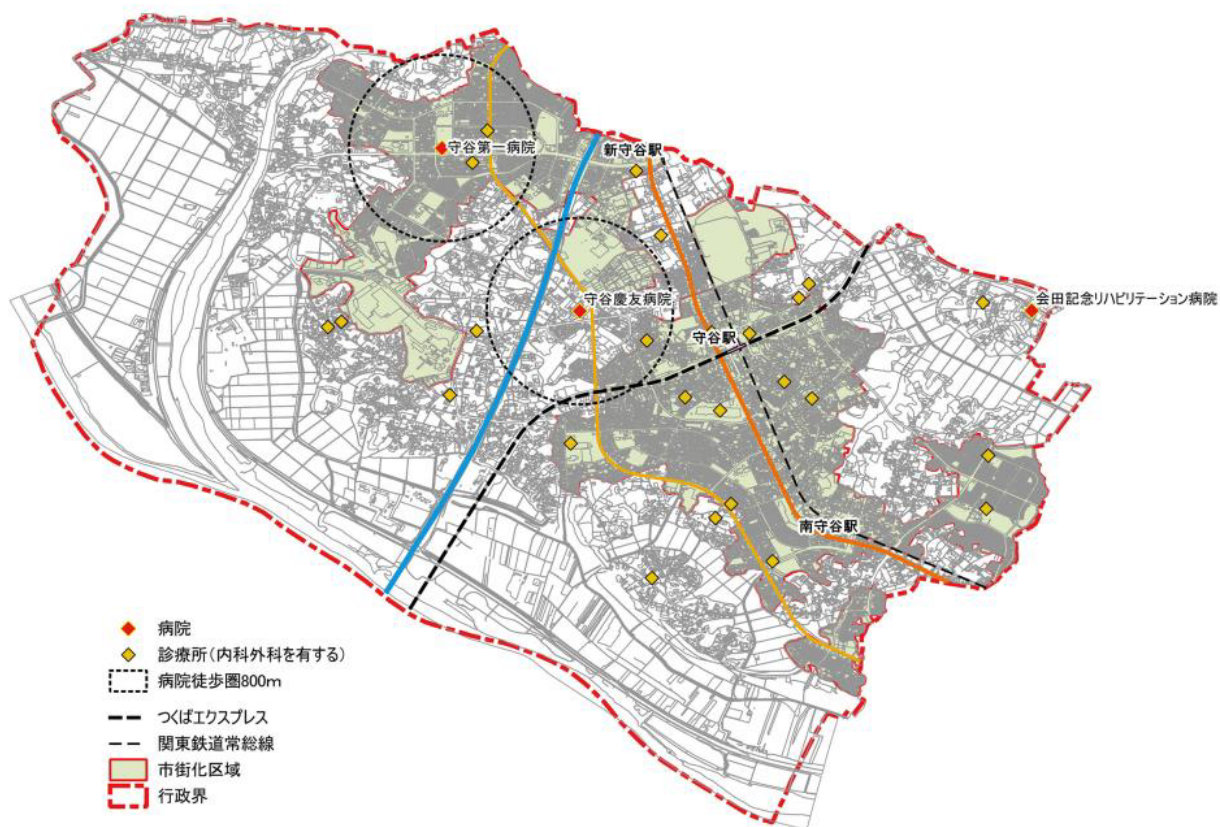 新守谷駅
守谷第一病院
守谷慶友病院
会田記念リハビリテーション病院
守谷駅
南守谷駅
病院
診療所(内科外科を有する)
病院徒歩圏800m
つくばエクスプレス
関東鉄道常総線
市街化区域
行政界